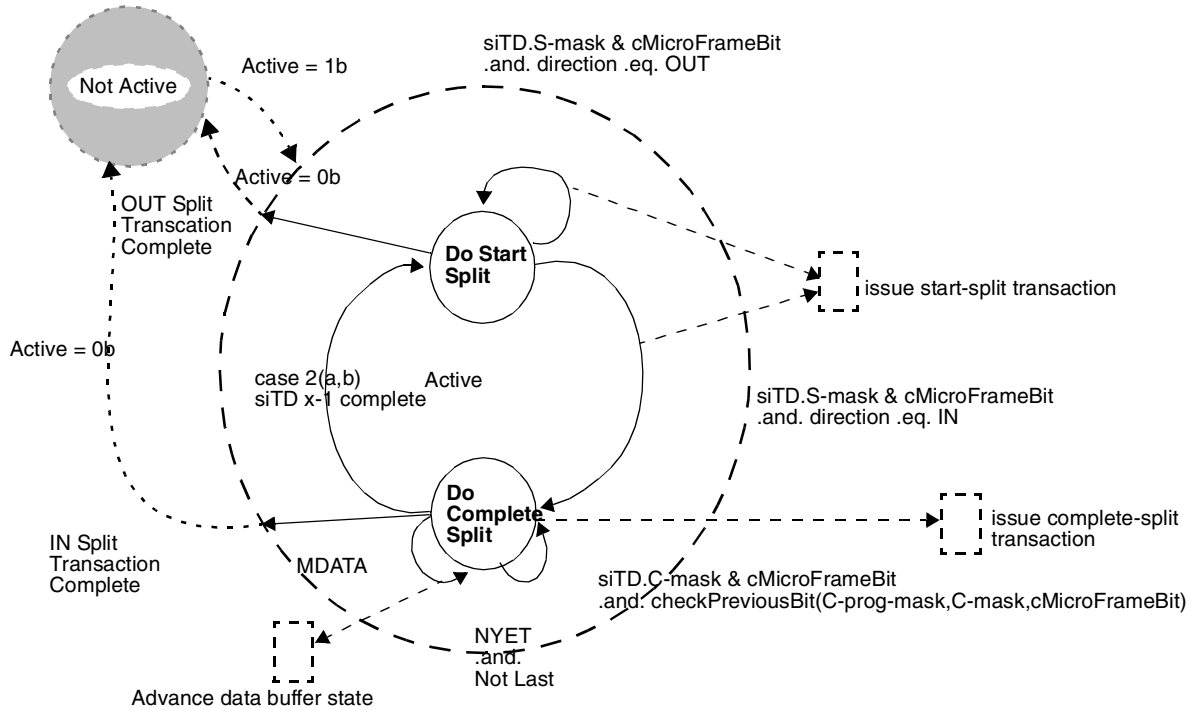 siTD.S-mask & cMicroFrameBit
.and. direction .eq. OUT
Active = 1b
Not Active
Active = 0b
OUT Split
Transcation
Complete
Do Start
Split
issue start-split transaction
Active = 0b
case 2(a,b)
siTD x-1 complete
Active
siTD.S-mask & cMicroFrameBit
.and. direction .eq. IN
Do
Complete
Split
issue complete-split
transaction
IN Split
Transaction
Complete
MDATA
siTD.C-mask & cMicroFrameBit
.and. checkPreviousBit(C-prog-mask,C-mask,cMicroFrameBit)
NYET
.and.
Not Last
Advance data buffer state